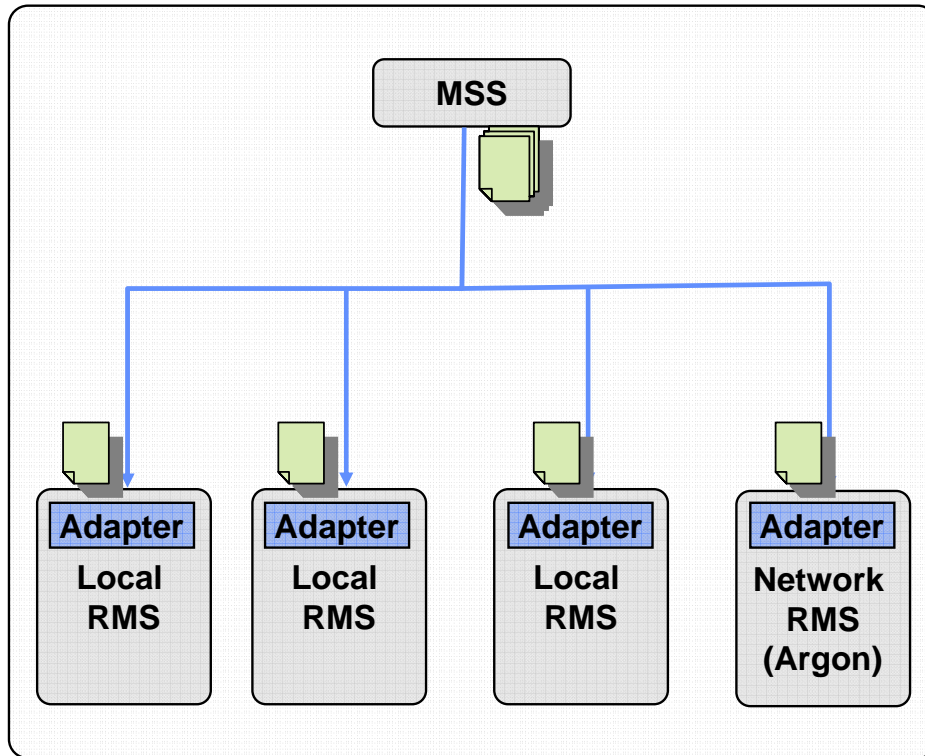 MSS
Adapter
Local
RMS
Adapter
Local
RMS
Adapter
Local
RMS
Adapter
Network
RMS
(Argon)